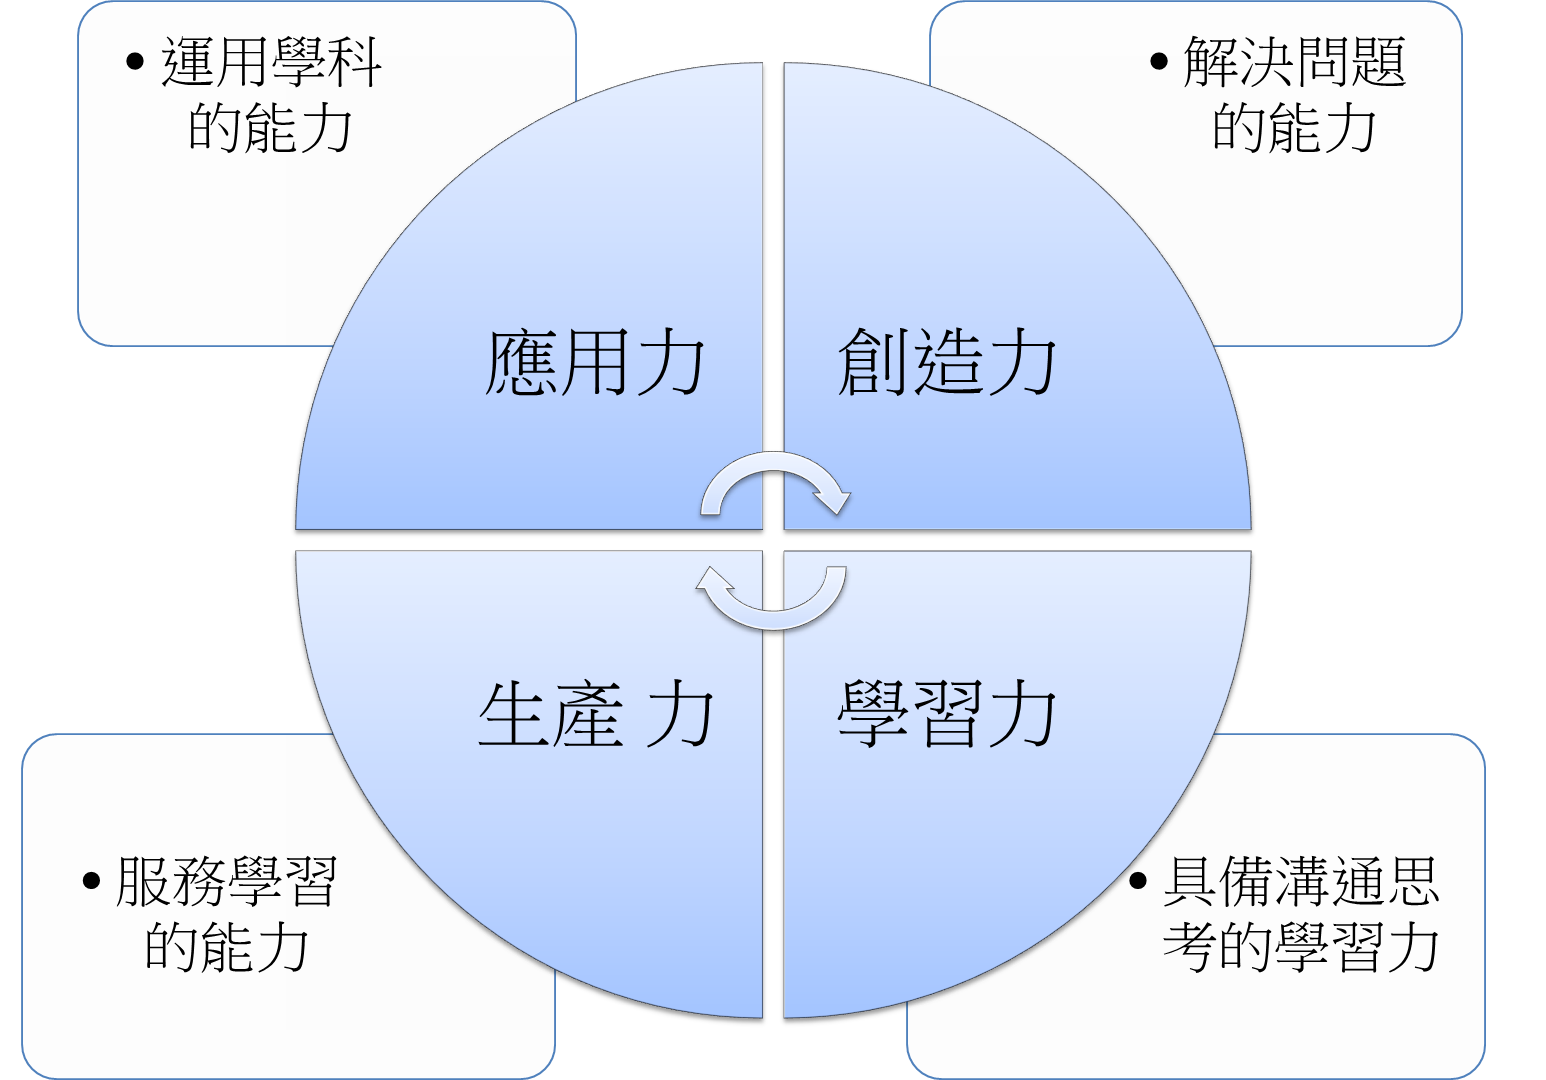 • 運用學科
的能力
• 解決問題
的能力
應用力
創造力
生產 力
學習力
• 服務學習
的能力
• 具備溝通思
考的學習力